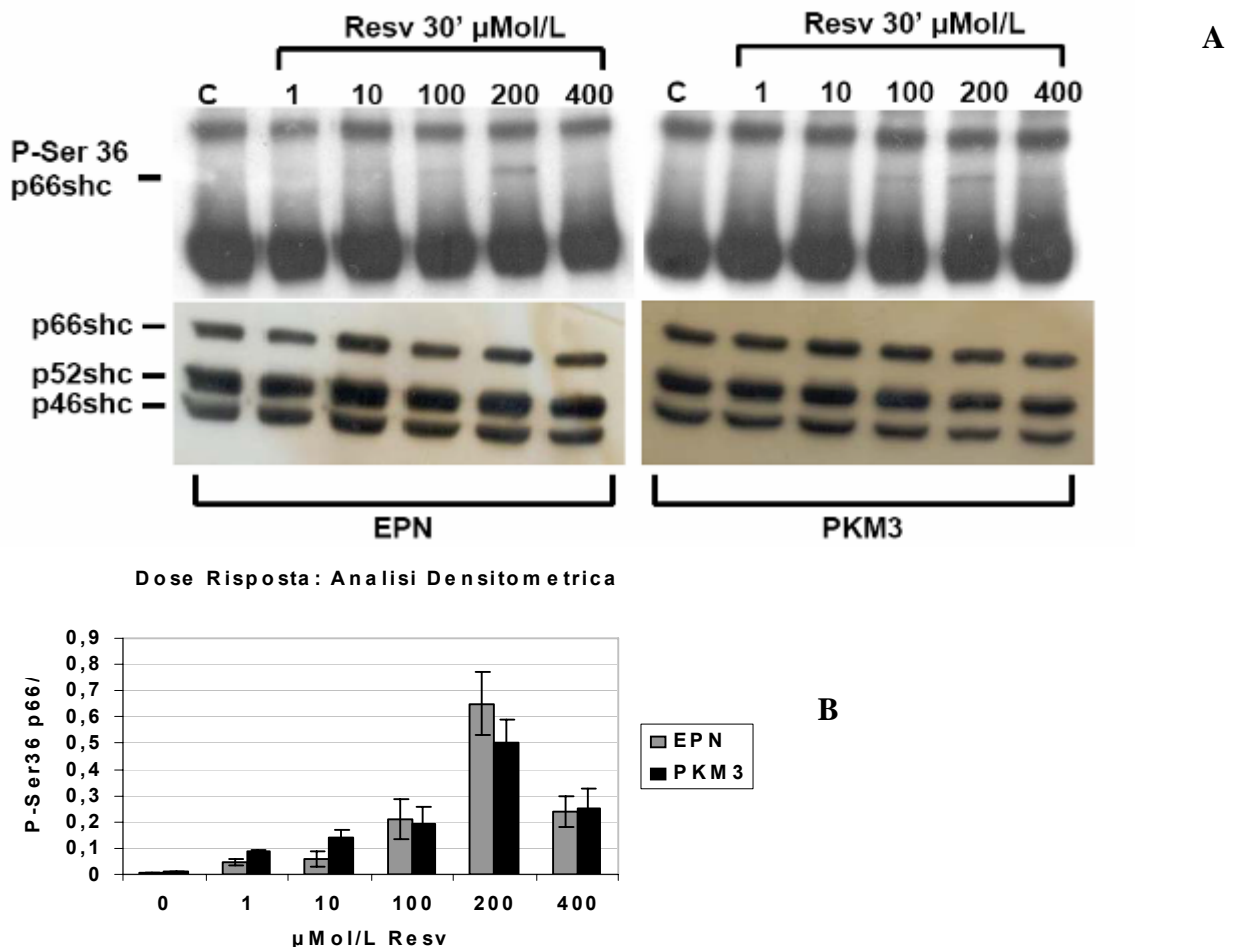 A
Resv 30’ µMol/L
Resv 30’ µMol/L
C 1 10 100 200 400
C 1 10 100 200 400
P-Ser 36
p66shc
p66shc
p52shc
p46shc
EPN
PKM3
Dose Risposta: Analisi Densitometrica
0,9
0,8
0,7
0,6
0,5
0,4
0,3
0,2
0,1
0
P-Ser36 p66/
0 1 10 100 200 400
µMol/L Resv
B
EPN
PKM3